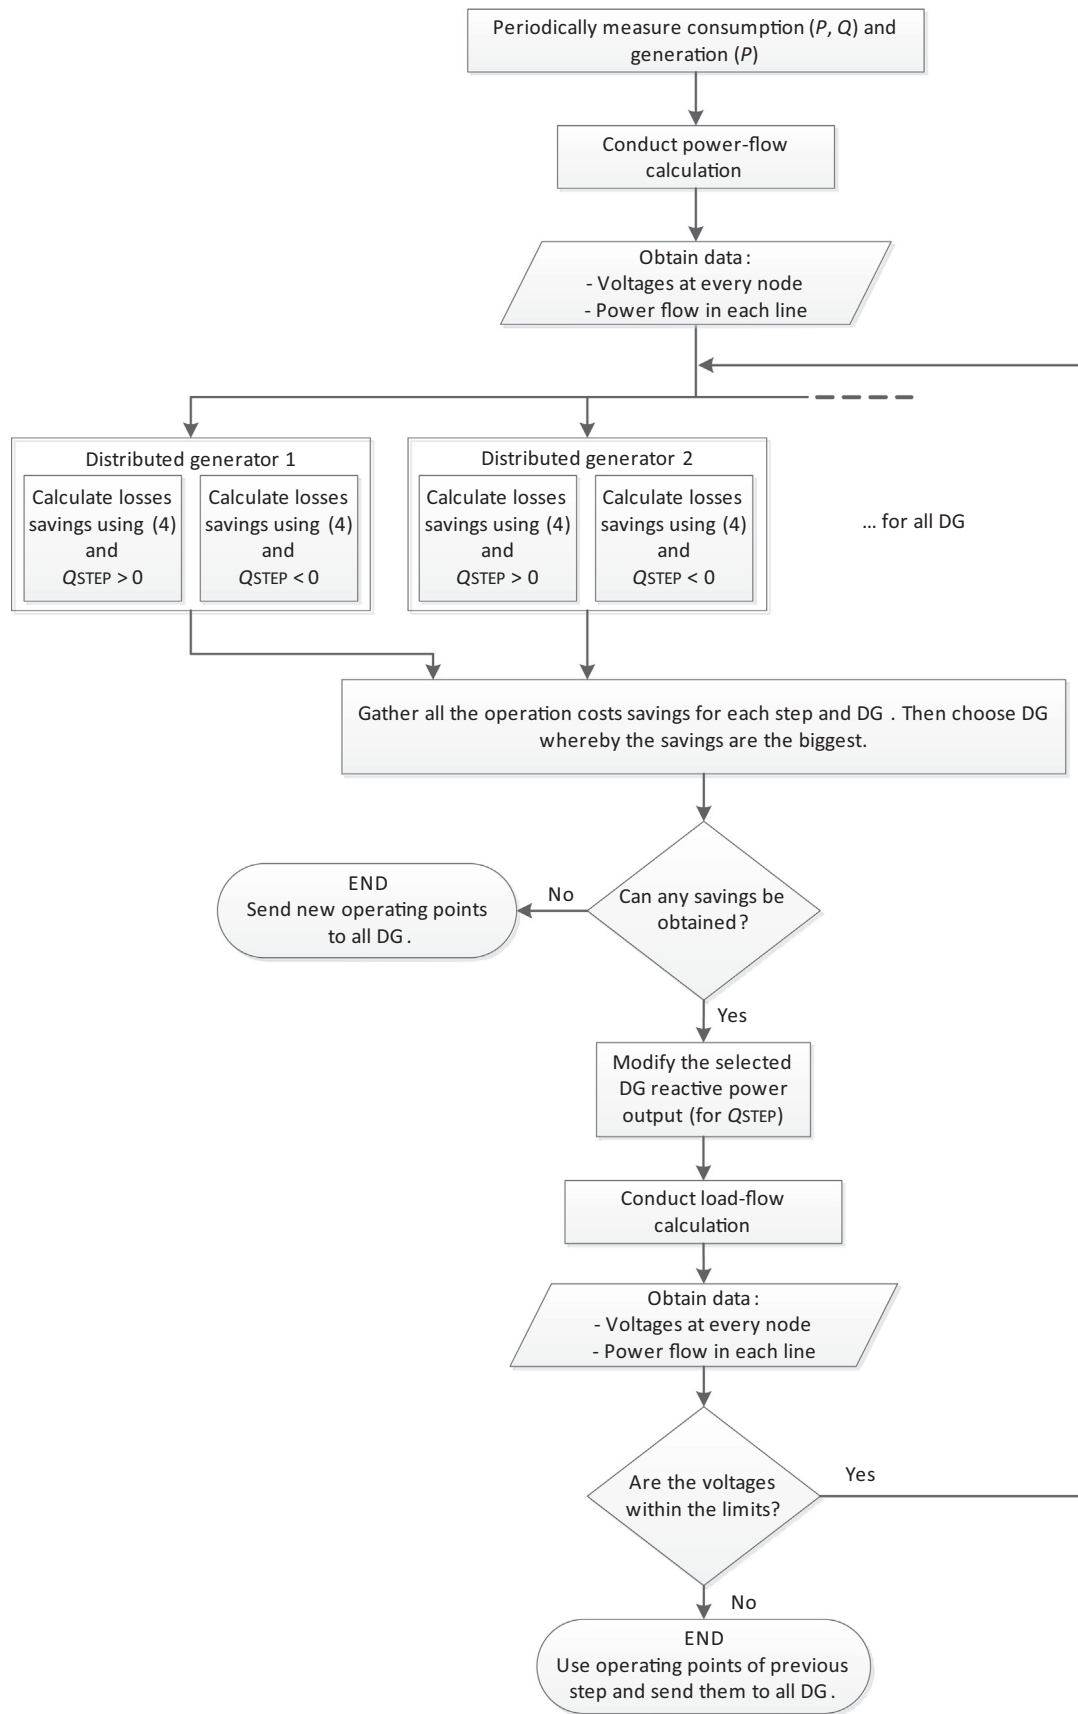 Periodically measure consumption (P, Q) and
generation (P)
Conduct power-flow
calculation
Obtain data:
- Voltages at every node
- Power flow in each line
Distributed generator 1
Calculate losses
savings using (4)
and
QSTEP > 0
Calculate losses
savings using (4)
and
QSTEP < 0
Distributed generator 2
Calculate losses
savings using (4)
and
QSTEP > 0
Calculate losses
savings using (4)
and
QSTEP < 0
... for all DG
Gather all the operation costs savings for each step and DG. Then choose DG
whereby the savings are the biggest.
Can any savings be
obtained?
No
END
Send new operating points
to all DG.
Yes
Modify the selected
DG reactive power
output (for QSTEP)
Conduct load-flow
calculation
Obtain data:
- Voltages at every node
- Power flow in each line
Are the voltages
within the limits?
Yes
No
END
Use operating points of previous
step and send them to all DG.